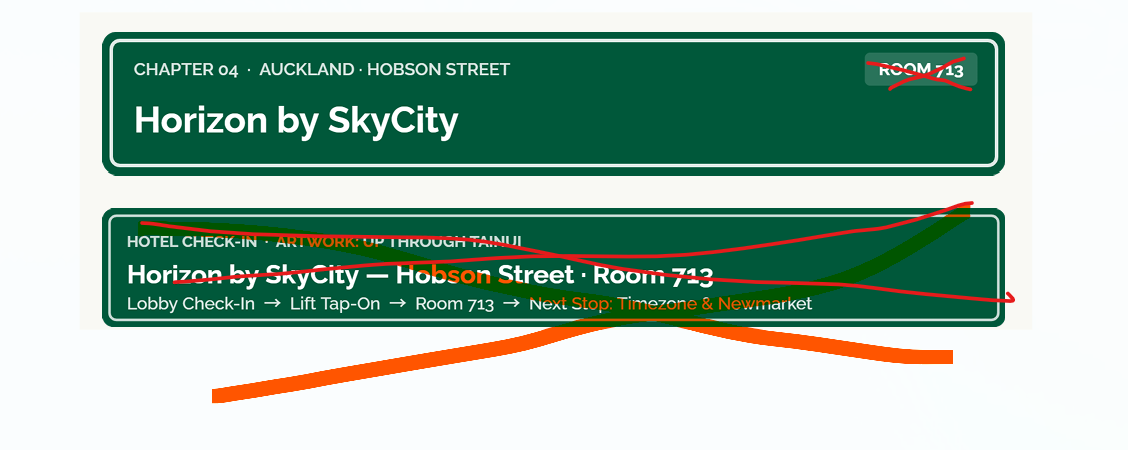 CHAPTER 04 · AUCKLAND · HOBSON STREET
ROOM 713
Horizon by SkyCity
HOTEL CHECK-IN · ARTWORK: UP THROUGH TAINUI
Horizon by SkyCity — Hobson Street · Room 713
Lobby Check-In → Lift Tap-On → Room 713 → Next Stop: Timezone & Newmarket